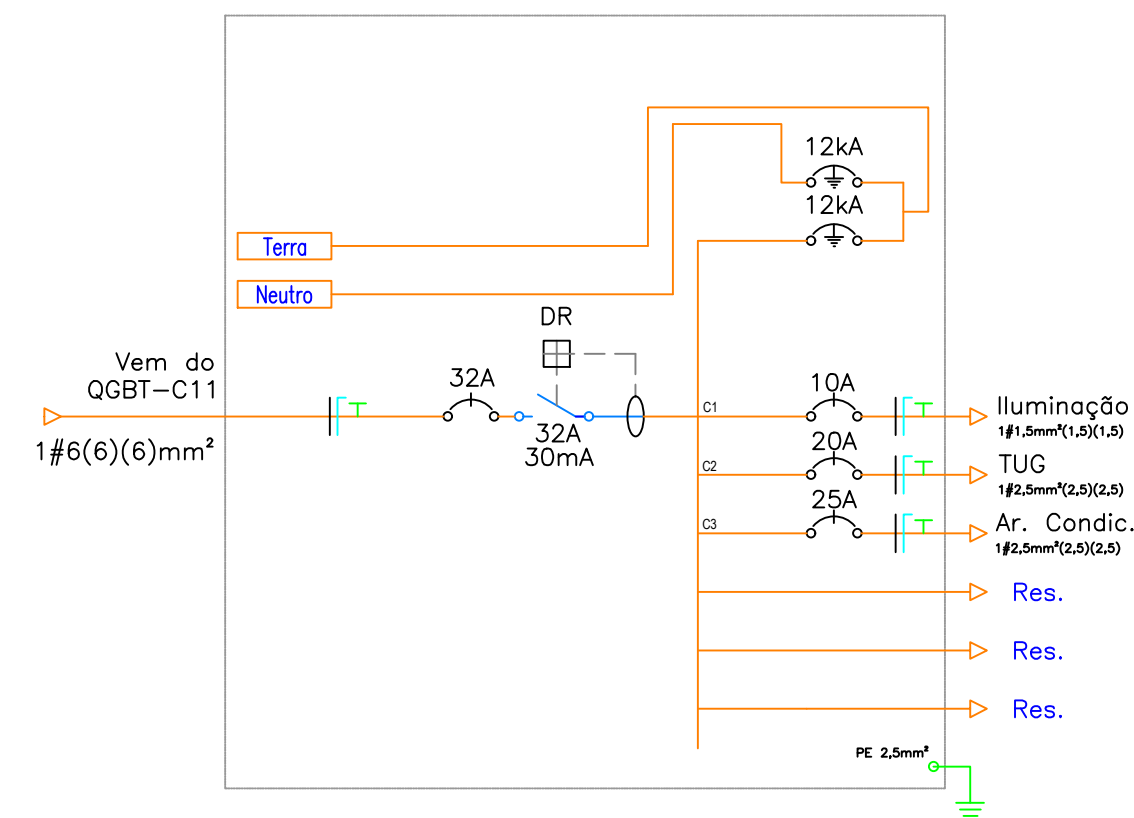 12kA
12kA
Terra
Neutro
DR
Vem do
QGBT-C11
1#6(6)(6)mm²
32A
32A
30mA
C1
10A
Iluminação
1#1,5mm²(1,5)(1,5)
C2
20A
TUG
1#2,5mm²(2,5)(2,5)
C3
25A
Ar. Condic.
1#2,5mm²(2,5)(2,5)
Res.
Res.
Res.
PE 2,5mm²